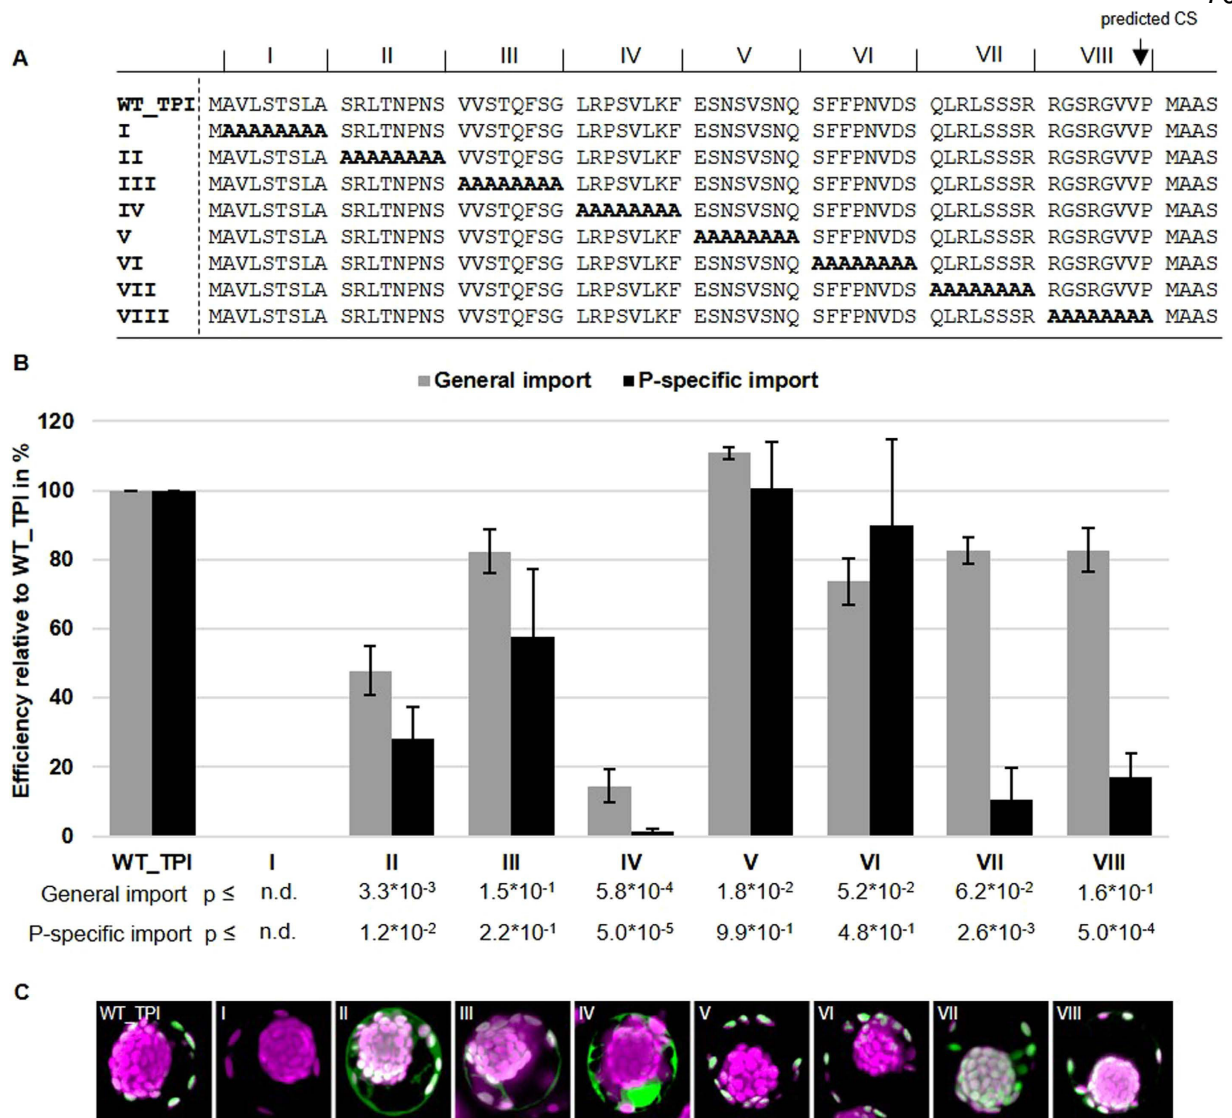 predicted CS
A I II III IV V VI VII VIII
WT_TPI MAVLSTSLA SRLTNPNS VVSTQFSG LRPSVLKF ESNSVSNQ SFFPNVDS QLRLSSSR RGSRGVVP MAAS
I MAAAAAAAA SRLTNPNS VVSTQFSG LRPSVLKF ESNSVSNQ SFFPNVDS QLRLSSSR RGSRGVVP MAAS
II MAVLSTSLA AAAAAAAA VVSTQFSG LRPSVLKF ESNSVSNQ SFFPNVDS QLRLSSSR RGSRGVVP MAAS
III MAVLSTSLA SRLTNPNS AAAAAAAA LRPSVLKF ESNSVSNQ SFFPNVDS QLRLSSSR RGSRGVVP MAAS
IV MAVLSTSLA SRLTNPNS VVSTQFSG AAAAAAAA ESNSVSNQ SFFPNVDS QLRLSSSR RGSRGVVP MAAS
V MAVLSTSLA SRLTNPNS VVSTQFSG LRPSVLKF AAAAAAAA SFFPNVDS QLRLSSSR RGSRGVVP MAAS
VI MAVLSTSLA SRLTNPNS VVSTQFSG LRPSVLKF ESNSVSNQ AAAAAAAA QLRLSSSR RGSRGVVP MAAS
VII MAVLSTSLA SRLTNPNS VVSTQFSG LRPSVLKF ESNSVSNQ SFFPNVDS AAAAAAAA RGSRGVVP MAAS
VIII MAVLSTSLA SRLTNPNS VVSTQFSG LRPSVLKF ESNSVSNQ SFFPNVDS QLRLSSSR AAAAAAAA MAAS
B
General import P-specific import
Efficiency relative to WT_TPI in %
120
100
80
60
40
20
0
WT_TPI I II III IV V VI VII VIII
General import p ≤ n.d. 3.3*10⁻³ 1.5*10⁻¹ 5.8*10⁻⁴ 1.8*10⁻² 5.2*10⁻² 6.2*10⁻² 1.6*10⁻¹
P-specific import p ≤ n.d. 1.2*10⁻² 2.2*10⁻¹ 5.0*10⁻⁵ 9.9*10⁻¹ 4.8*10⁻¹ 2.6*10⁻³ 5.0*10⁻⁴
C
WT_TPI I II III IV V VI VII VIII